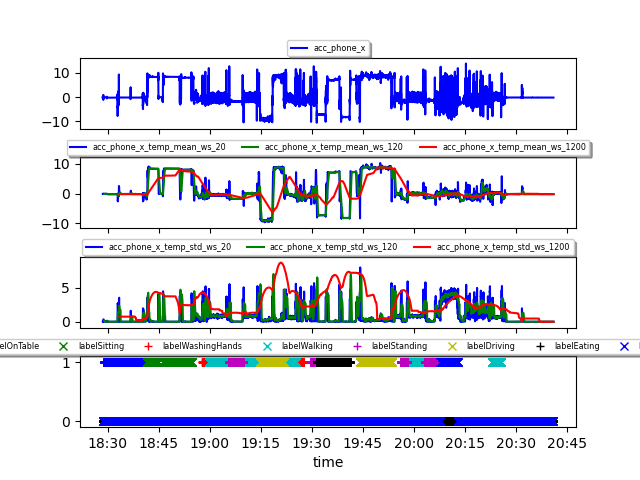 acc_phone_x
10
0
−10
acc_phone_x_temp_mean_ws_20 acc_phone_x_temp_mean_ws_120 acc_phone_x_temp_mean_ws_1200
10
0
−10
acc_phone_x_temp_std_ws_20 acc_phone_x_temp_std_ws_120 acc_phone_x_temp_std_ws_1200
5
0
elOnTable labelSitting labelWashingHands labelWalking labelStanding labelDriving labelEating
1
0
18:30 18:45 19:00 19:15 19:30 19:45 20:00 20:15 20:30 20:45
time